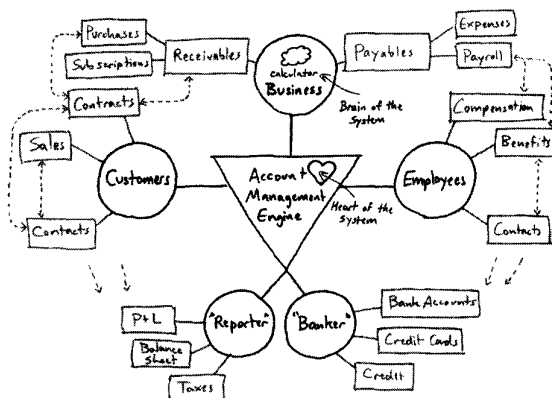 Purchases
Subscriptions
Receivables
Contracts
Sales
Customers
Contacts
calculator
Business
Brain of the
System
Payables
Expenses
Payroll
Compensation
Benefits
Employees
Contacts
Account
Management
Engine
Heart of the
System
"Reporter"
P+L
Balance
Sheet
Taxes
"Banker"
Bank Accounts
Credit Cards
Credit